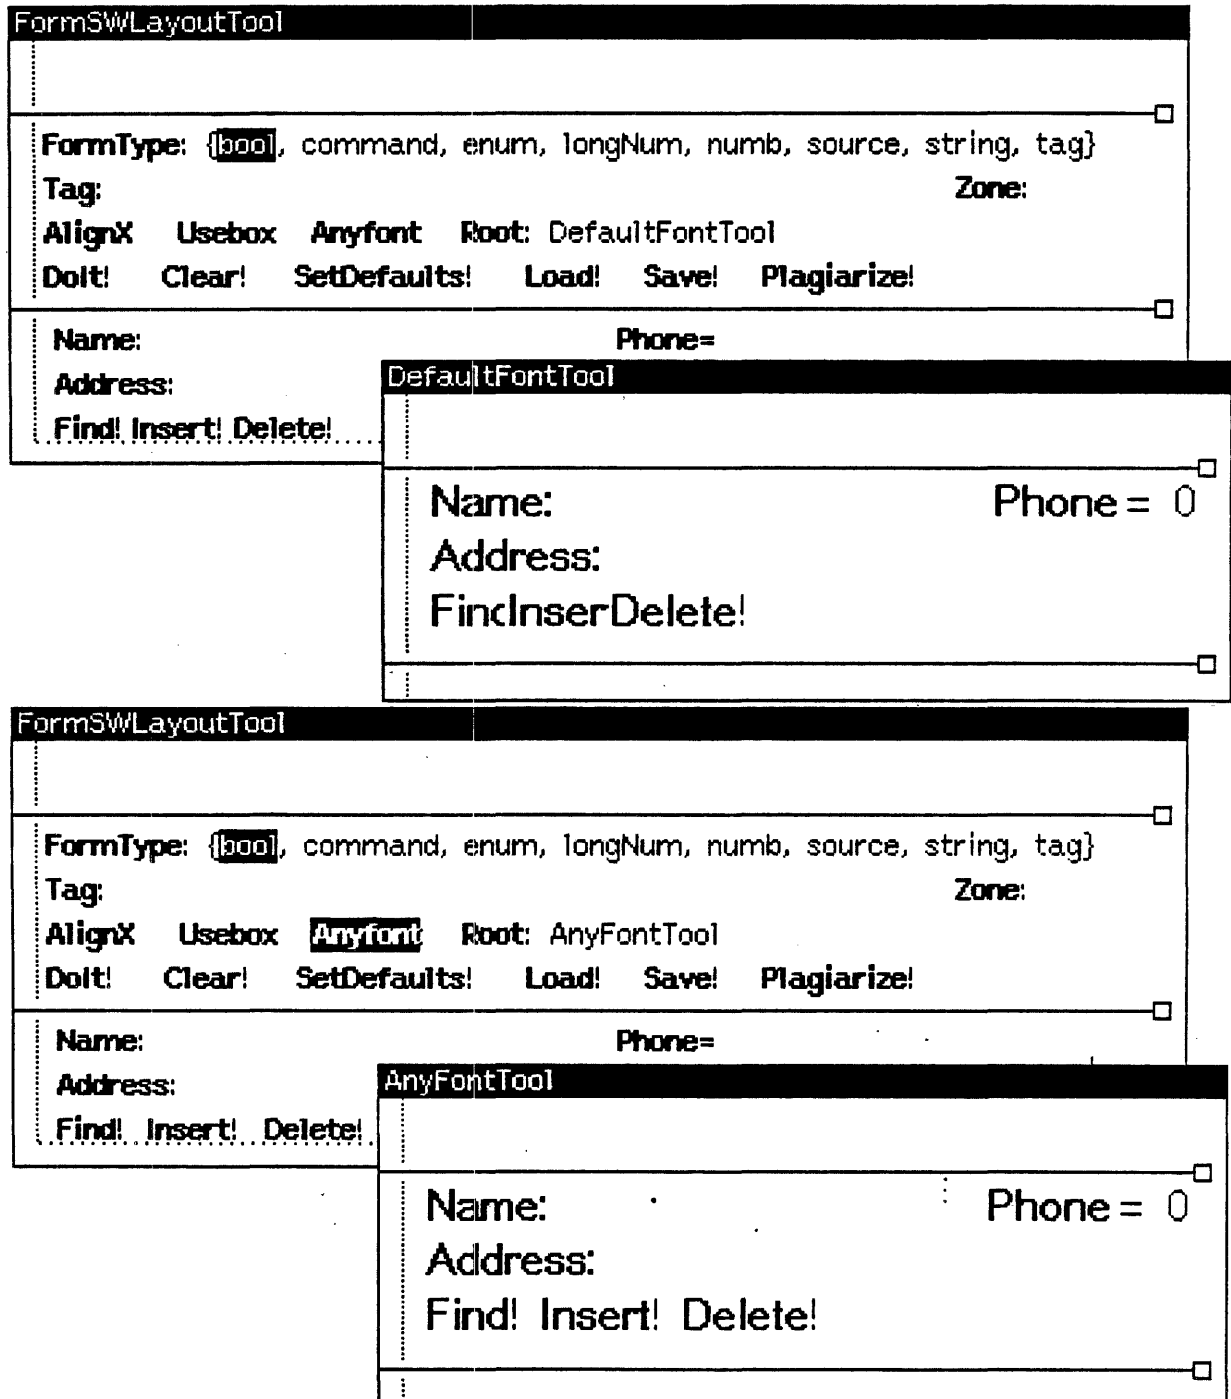 FormSWLayoutTool
FormType: {bool, command, enum, longNum, numb, source, string, tag}
Tag: Zone:
AlignX Usebox Anyfont Root: DefaultFontTool
DoIt! Clear! SetDefaults! Load! Save! Plagiarize!
Name: Phone=
Address:
Find! Insert! Delete!
DefaultFontTool
Name: Phone = 0
Address:
FindInserDelete!
FormSWLayoutTool
FormType: {bool, command, enum, longNum, numb, source, string, tag}
Tag: Zone:
AlignX Usebox Anyfont Root: AnyFontTool
DoIt! Clear! SetDefaults! Load! Save! Plagiarize!
Name: Phone=
Address:
Find! Insert! Delete!
AnyFontTool
Name: Phone = 0
Address:
Find! Insert! Delete!